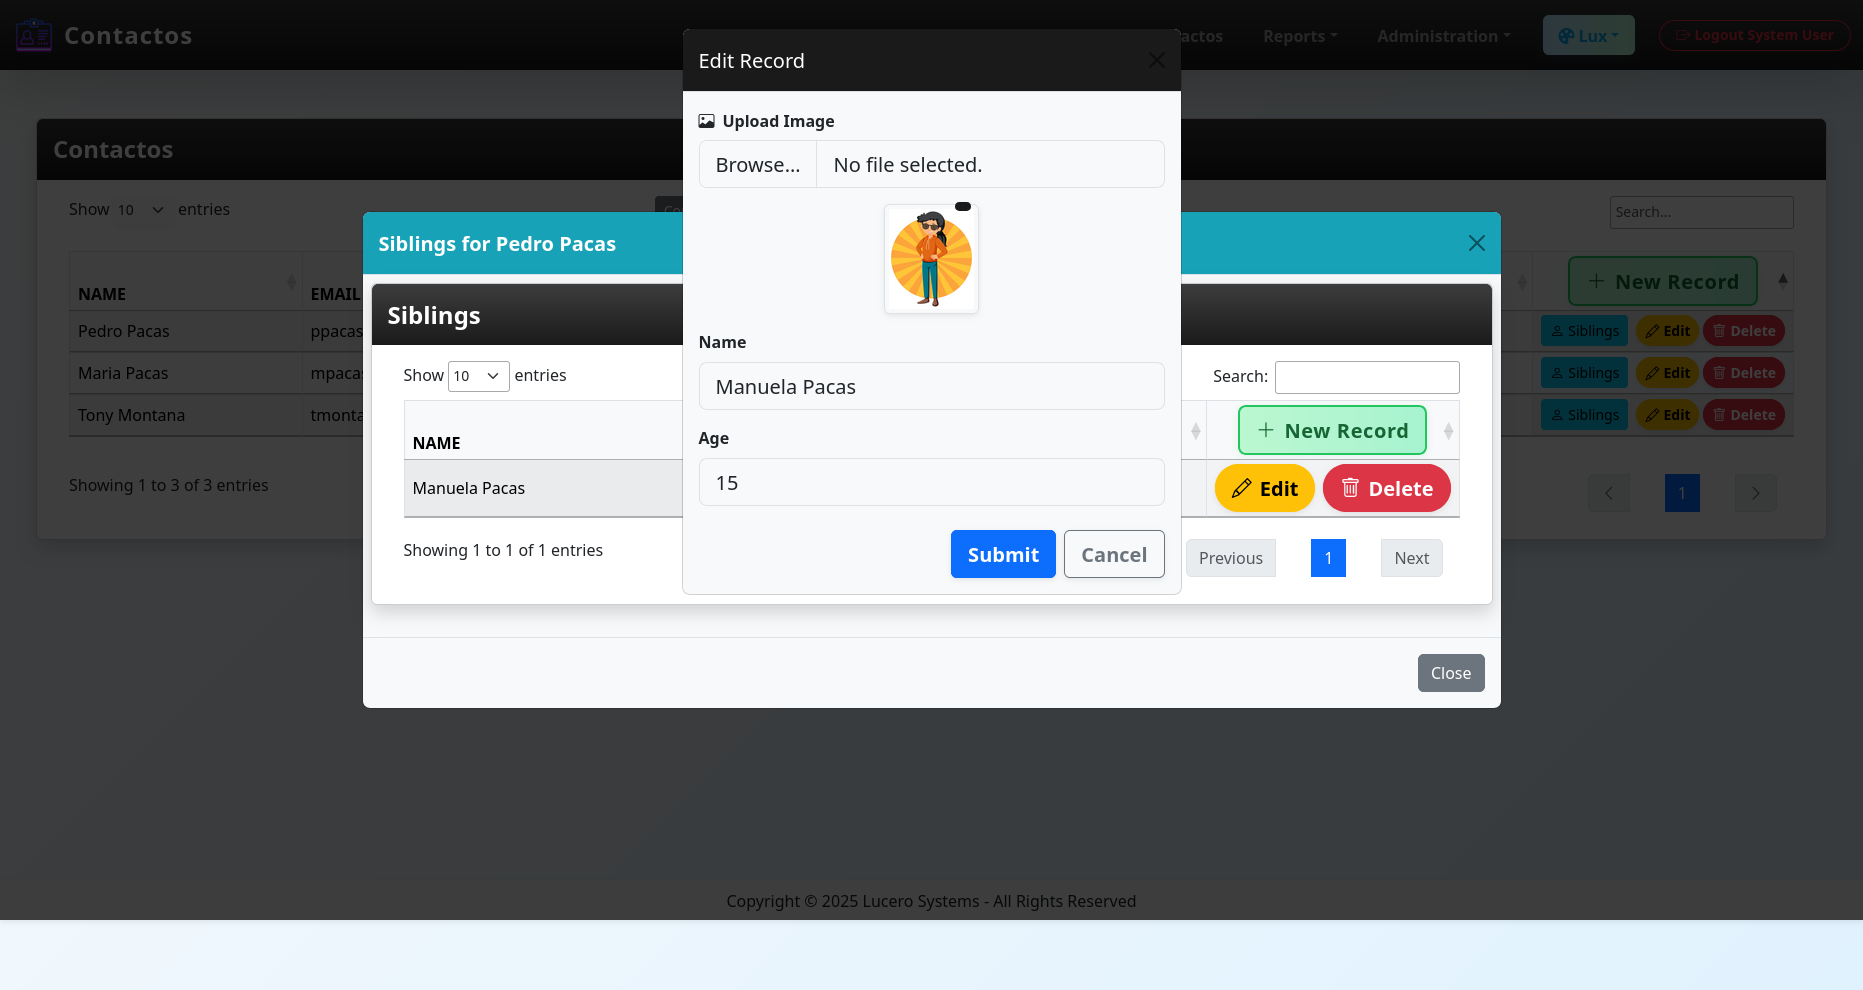 Contactos
actos
Reports
Administration
Lux
Logout System User
Edit Record
Upload Image
Browse...
No file selected.
Name
Manuela Pacas
Age
15
Submit
Cancel
Contactos
Show 10 entries
Co
Search...
NAME
EMAIL
New Record
Pedro Pacas
ppacas
Siblings
Edit
Delete
Maria Pacas
mpacas
Siblings
Edit
Delete
Tony Montana
tmonta
Siblings
Edit
Delete
Showing 1 to 3 of 3 entries
1
Siblings for Pedro Pacas
Siblings
Show 10 entries
Search:
NAME
New Record
Manuela Pacas
Edit
Delete
Showing 1 to 1 of 1 entries
Previous
1
Next
Close
Copyright © 2025 Lucero Systems - All Rights Reserved